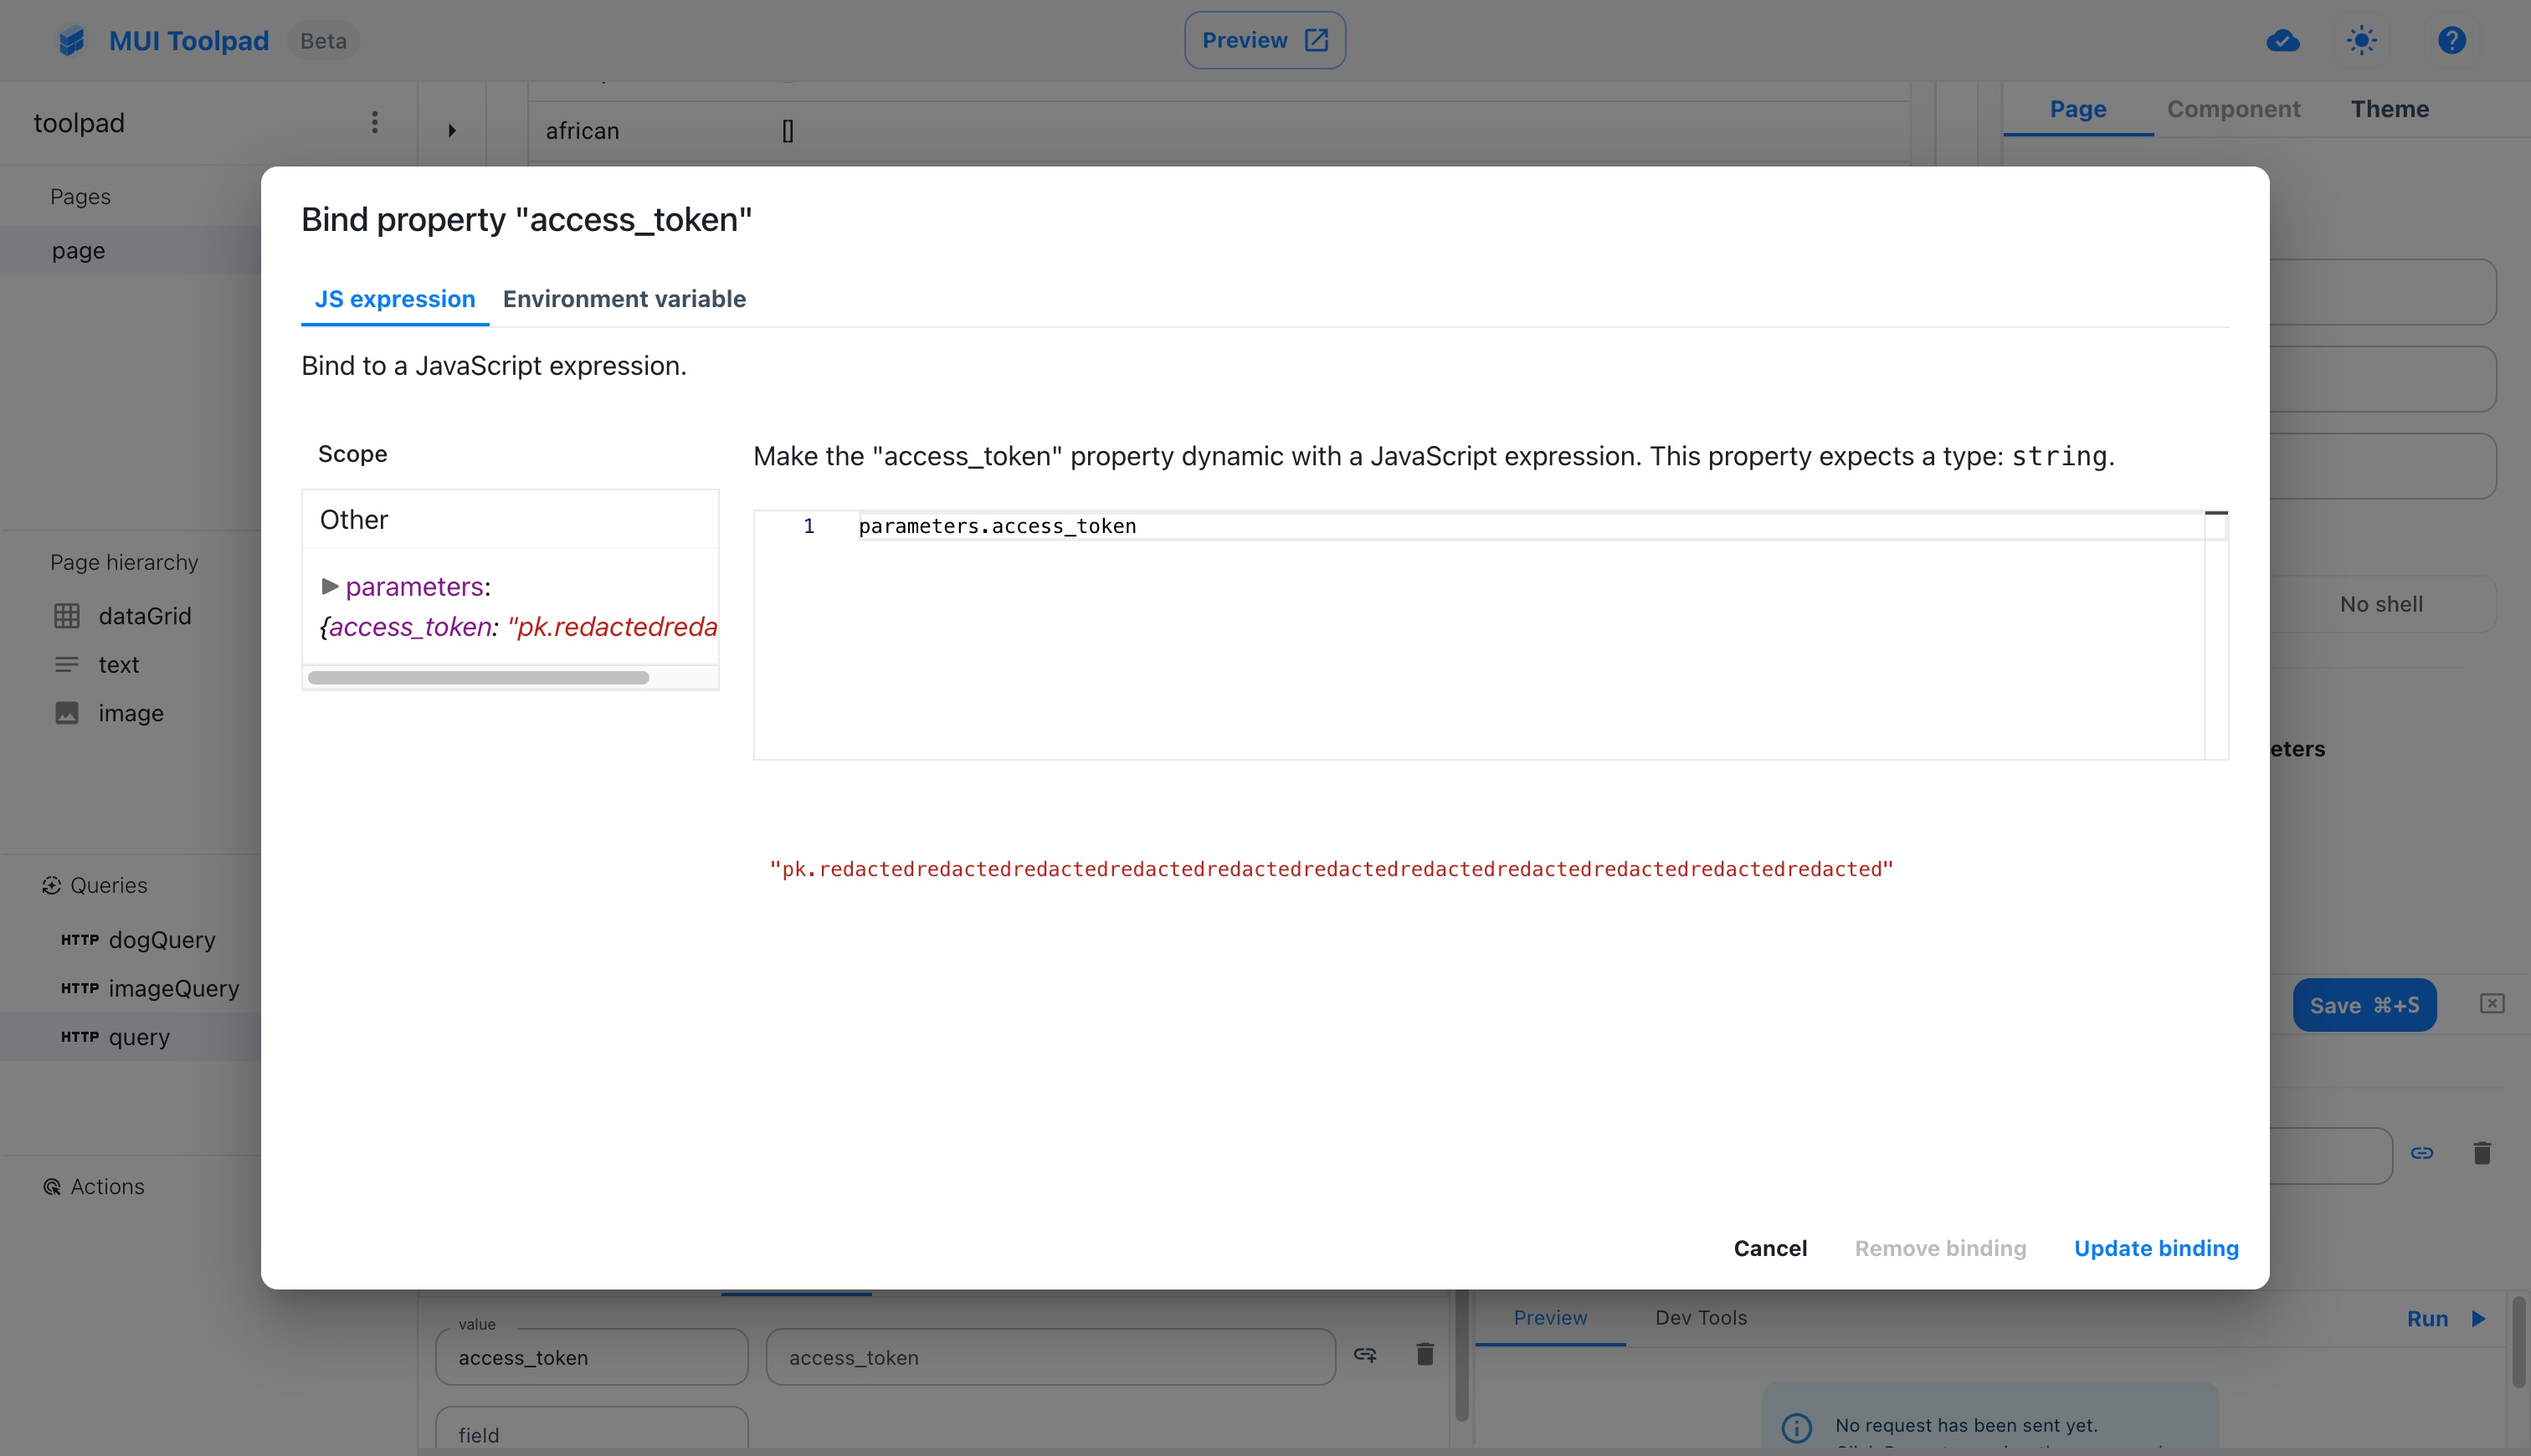 MUI Toolpad Beta
Preview
toolpad
african []
Page Component Theme
Pages
page
Page hierarchy
dataGrid
text
image
Queries
HTTP dogQuery
HTTP imageQuery
HTTP query
Actions
Bind property "access_token"
JS expression Environment variable
Bind to a JavaScript expression.
Scope
Other
parameters:
{access_token: "pk.redactedreda
Make the "access_token" property dynamic with a JavaScript expression. This property expects a type: string.
1 parameters.access_token
"pk.redactedredactedredactedredactedredactedredactedredactedredactedredactedredactedredacted"
Cancel Remove binding Update binding
No shell
eters
Save ⌘+S
value
access_token access_token
field
Preview Dev Tools Run
No request has been sent yet.